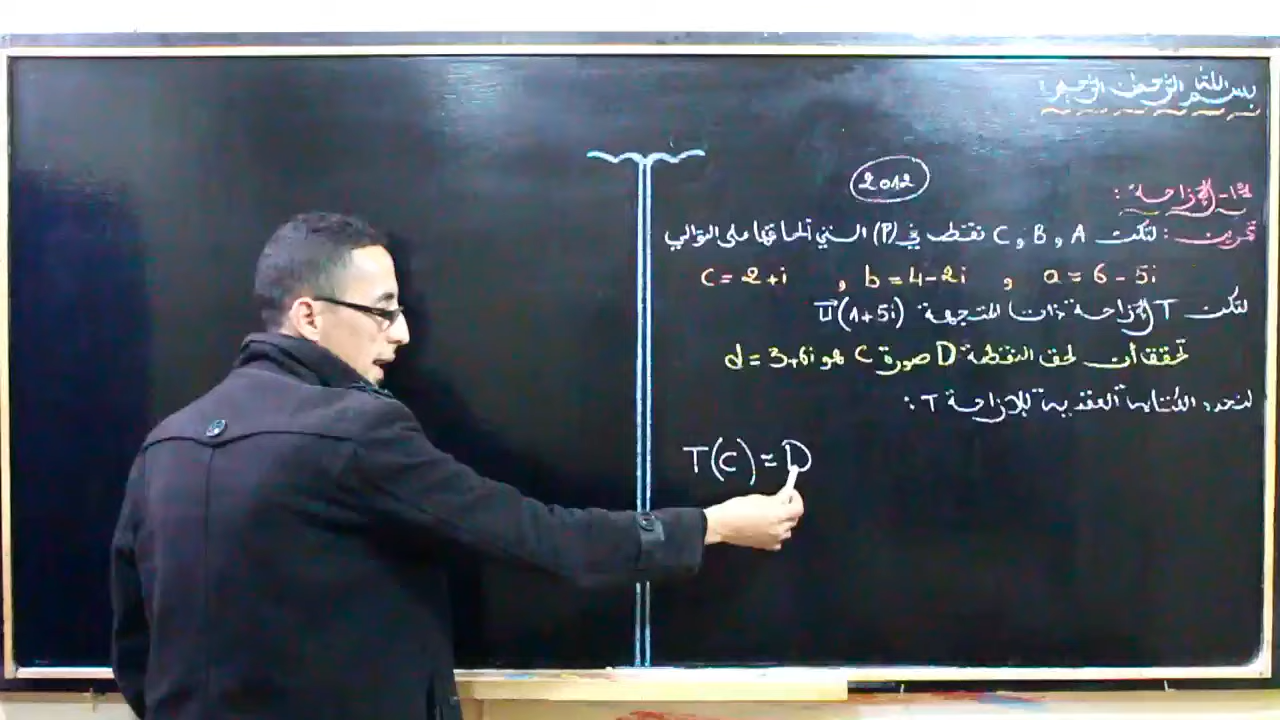 بسم الله الرحمن الرحيم:
2012
1- الإزاحة:
تمرين: لتكن A و B و C نقط في (P) التي ألحاقها على التوالي
a = 6 - 5i , b = 4 - 2i , c = 2 + i
لتكن T الإزاحة ذات المتجهة u(1+5i)
تحقق أن لحق النقطة D صورة C هو d = 3+6i
لنحدد الكتابة العقدية للإزاحة T:
T(C) = D